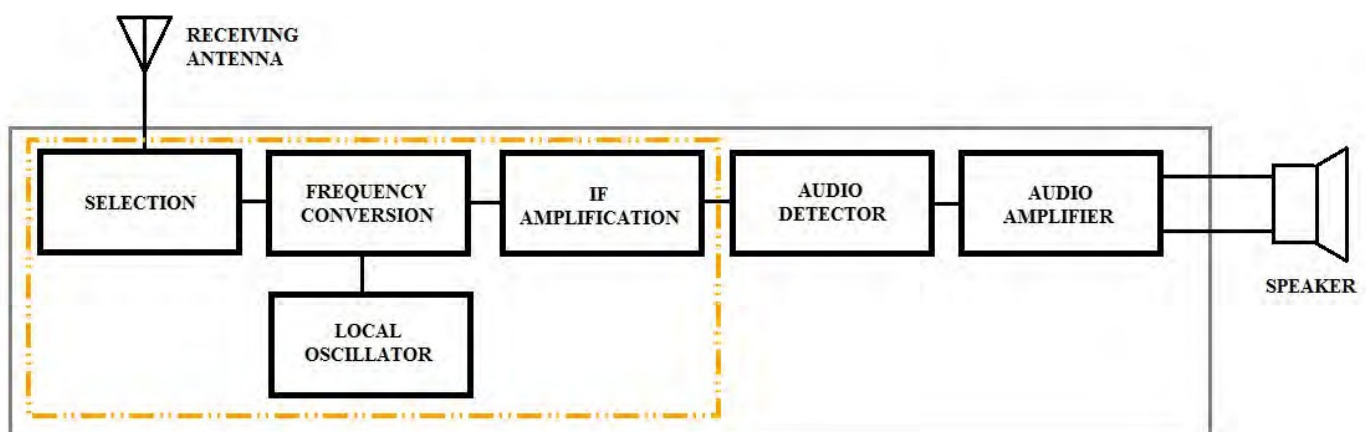 RECEIVING
ANTENNA
SELECTION
FREQUENCY
CONVERSION
IF
AMPLIFICATION
AUDIO
DETECTOR
AUDIO
AMPLIFIER
SPEAKER
LOCAL
OSCILLATOR